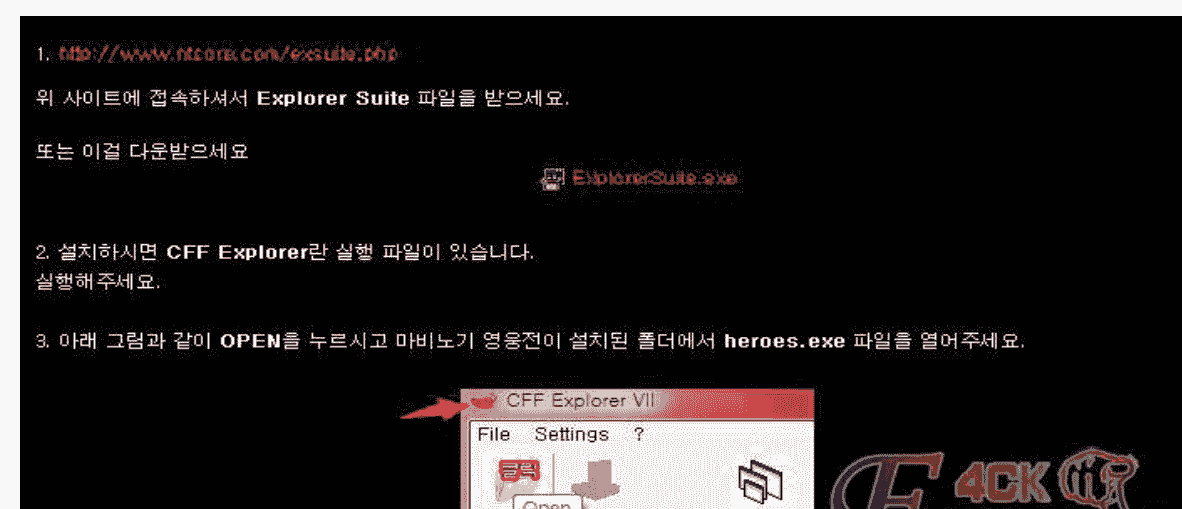 1. http://www.ntcore.com/exsuite.php
위 사이트에 접속하셔서 Explorer Suite 파일을 받으세요.
또는 이걸 다운받으세요
ExplorerSuite.exe
2. 설치하시면 CFF Explorer란 실행 파일이 있습니다.
실행해주세요.
3. 아래 그림과 같이 OPEN을 누르시고 마비노기 영웅전이 설치된 폴더에서 heroes.exe 파일을 열어주세요.
CFF Explorer VII
File Settings ?
클릭
Open
4CK